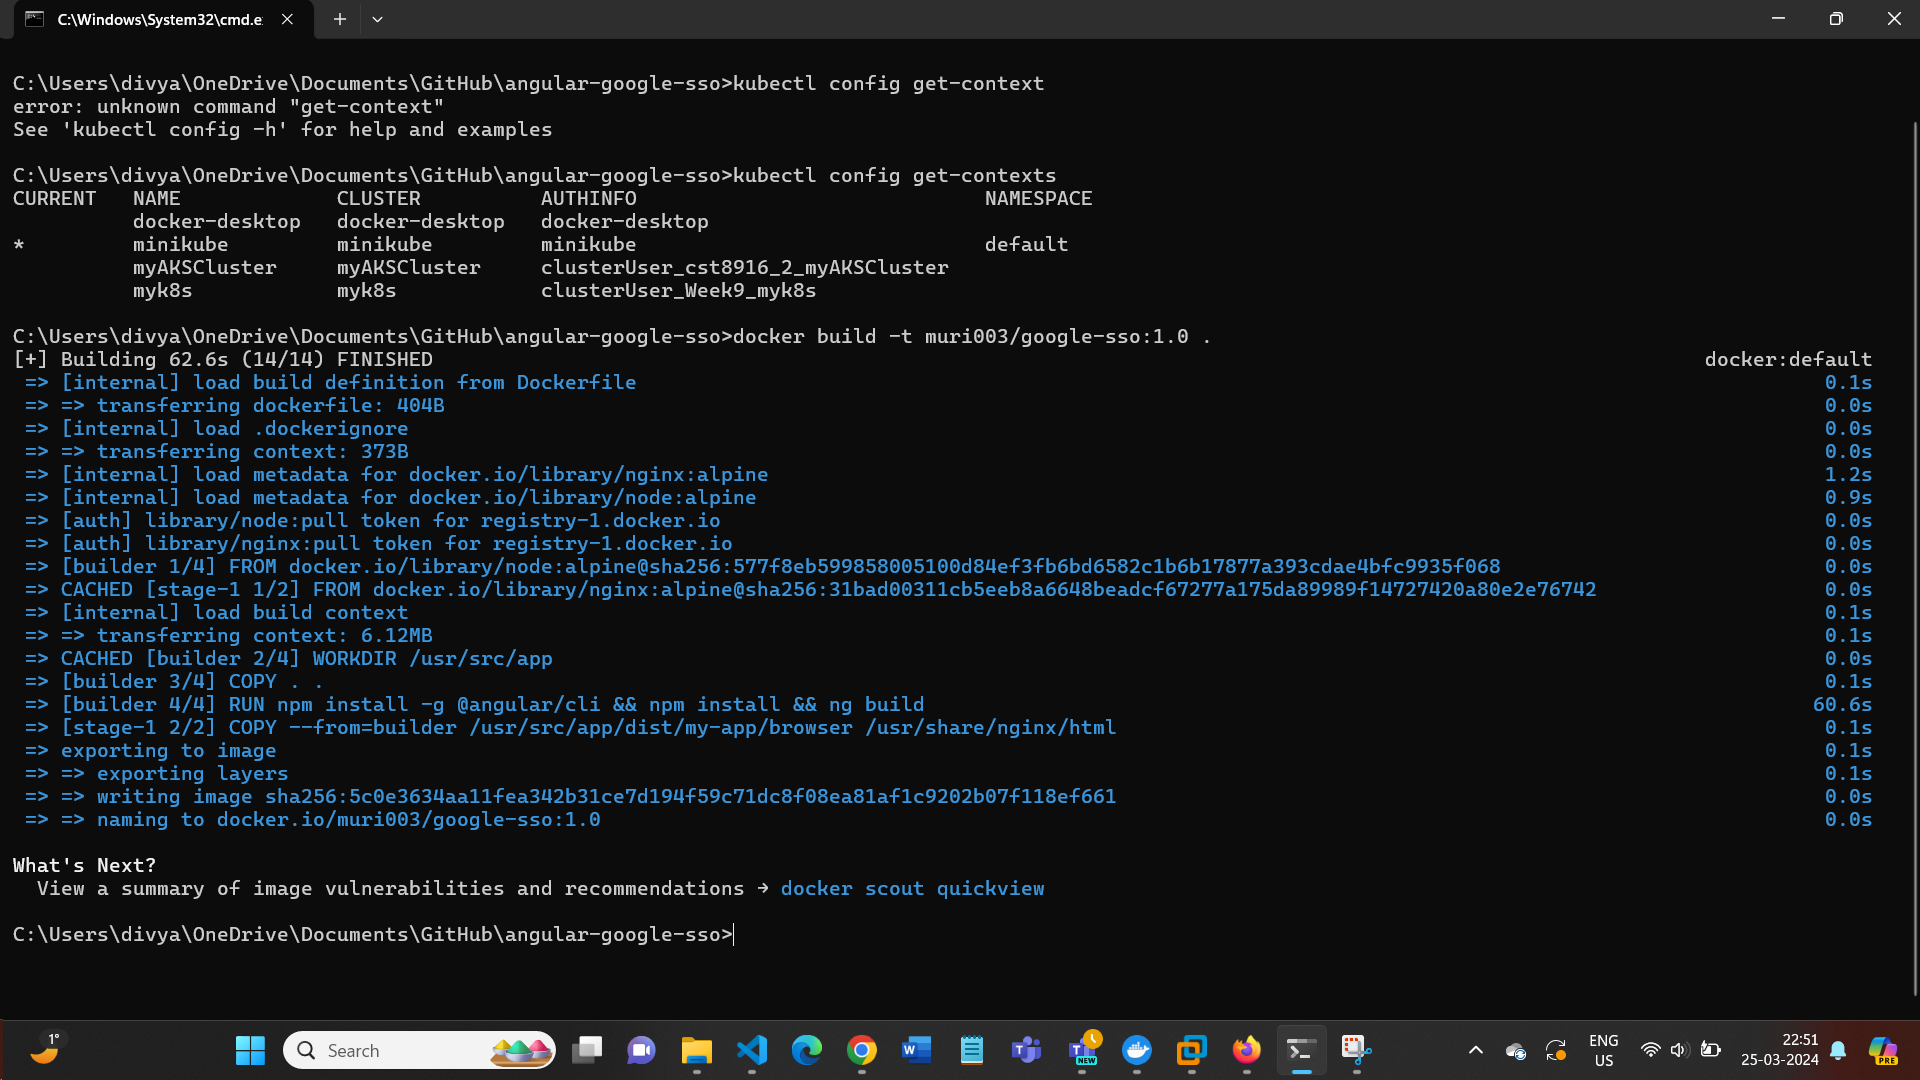 C:\Windows\System32\cmd.e
C:\Users\divya\OneDrive\Documents\GitHub\angular-google-sso>kubectl config get-context
error: unknown command "get-context"
See 'kubectl config -h' for help and examples
C:\Users\divya\OneDrive\Documents\GitHub\angular-google-sso>kubectl config get-contexts
CURRENT   NAME             CLUSTER          AUTHINFO                             NAMESPACE
          docker-desktop   docker-desktop   docker-desktop
*         minikube         minikube         minikube                             default
          myAKSCluster     myAKSCluster     clusterUser_cst8916_2_myAKSCluster
          myk8s            myk8s            clusterUser_Week9_myk8s
C:\Users\divya\OneDrive\Documents\GitHub\angular-google-sso>docker build -t muri003/google-sso:1.0 .
[+] Building 62.6s (14/14) FINISHED docker:default
=> [internal] load build definition from Dockerfile 0.1s
=> => transferring dockerfile: 404B 0.0s
=> [internal] load .dockerignore 0.0s
=> => transferring context: 373B 0.0s
=> [internal] load metadata for docker.io/library/nginx:alpine 1.2s
=> [internal] load metadata for docker.io/library/node:alpine 0.9s
=> [auth] library/node:pull token for registry-1.docker.io 0.0s
=> [auth] library/nginx:pull token for registry-1.docker.io 0.0s
=> [builder 1/4] FROM docker.io/library/node:alpine@sha256:577f8eb599858005100d84ef3fb6bd6582c1b6b17877a393cdae4bfc9935f068 0.0s
=> CACHED [stage-1 1/2] FROM docker.io/library/nginx:alpine@sha256:31bad00311cb5eeb8a6648beadcf67277a175da89989f14727420a80e2e76742 0.0s
=> [internal] load build context 0.1s
=> => transferring context: 6.12MB 0.1s
=> CACHED [builder 2/4] WORKDIR /usr/src/app 0.0s
=> [builder 3/4] COPY . . 0.1s
=> [builder 4/4] RUN npm install -g @angular/cli && npm install && ng build 60.6s
=> [stage-1 2/2] COPY --from=builder /usr/src/app/dist/my-app/browser /usr/share/nginx/html 0.1s
=> exporting to image 0.1s
=> => exporting layers 0.1s
=> => writing image sha256:5c0e3634aa11fea342b31ce7d194f59c71dc8f08ea81af1c9202b07f118ef661 0.0s
=> => naming to docker.io/muri003/google-sso:1.0 0.0s
What's Next?
View a summary of image vulnerabilities and recommendations → docker scout quickview
C:\Users\divya\OneDrive\Documents\GitHub\angular-google-sso>
1°
Search
NEW
ENG
US
22:51
25-03-2024
PRE